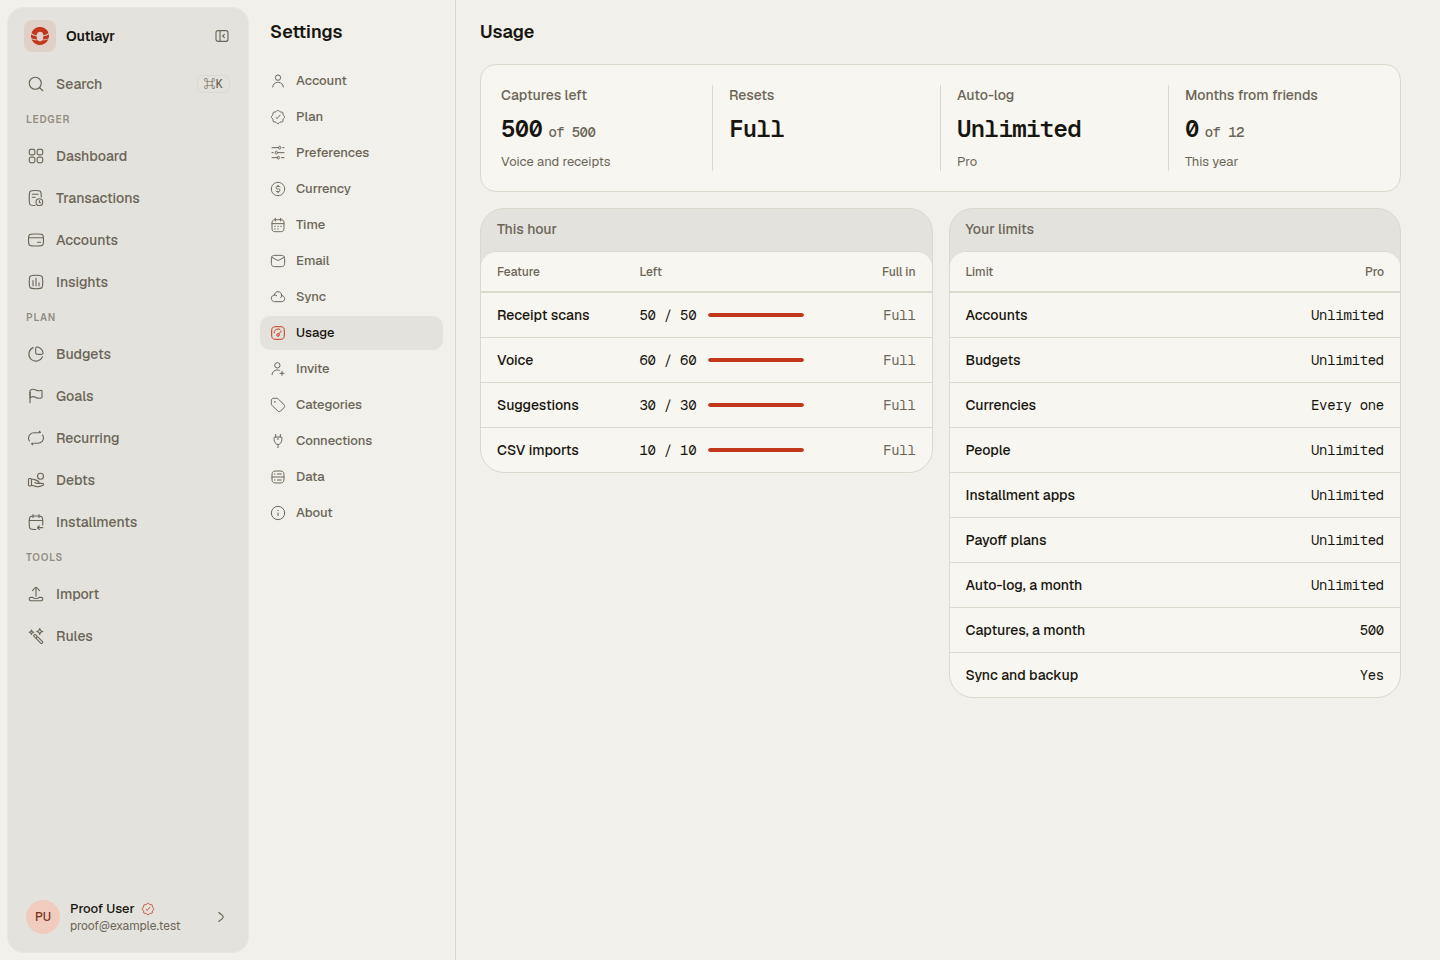 Outlayr
Search ⌘K
LEDGER
Dashboard
Transactions
Accounts
Insights
PLAN
Budgets
Goals
Recurring
Debts
Installments
TOOLS
Import
Rules
PU
Proof User
proof@example.test
Settings
Account
Plan
Preferences
Currency
Time
Email
Sync
Usage
Invite
Categories
Connections
Data
About
Usage
Captures left
500 of 500
Voice and receipts
Resets
Full
Auto-log
Unlimited
Pro
Months from friends
0 of 12
This year
This hour
Feature Left Full in
Receipt scans 50 / 50 Full
Voice 60 / 60 Full
Suggestions 30 / 30 Full
CSV imports 10 / 10 Full
Your limits
Limit Pro
Accounts Unlimited
Budgets Unlimited
Currencies Every one
People Unlimited
Installment apps Unlimited
Payoff plans Unlimited
Auto-log, a month Unlimited
Captures, a month 500
Sync and backup Yes